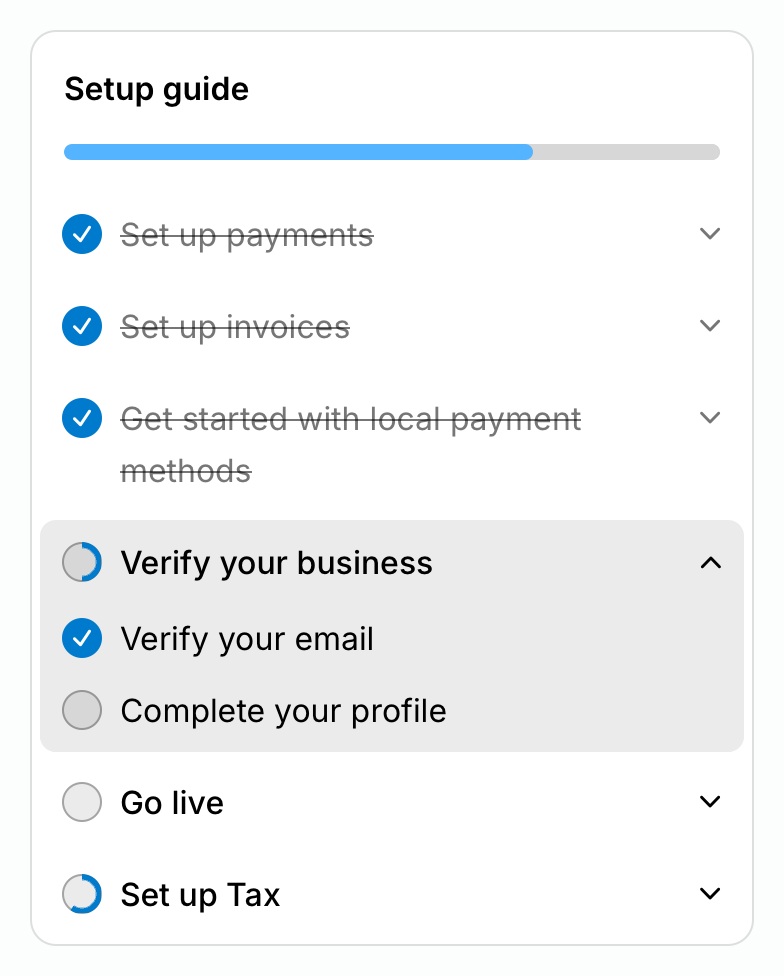 Setup guide
Set up payments
Set up invoices
Get started with local payment
methods
Verify your business
Verify your email
Complete your profile
Go live
Set up Tax